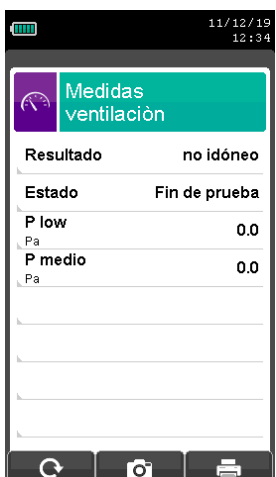 11/12/19
12:34
Medidas
ventilaciòn
Resultado no idóneo
Estado Fin de prueba
P low 0.0
Pa
P medio 0.0
Pa